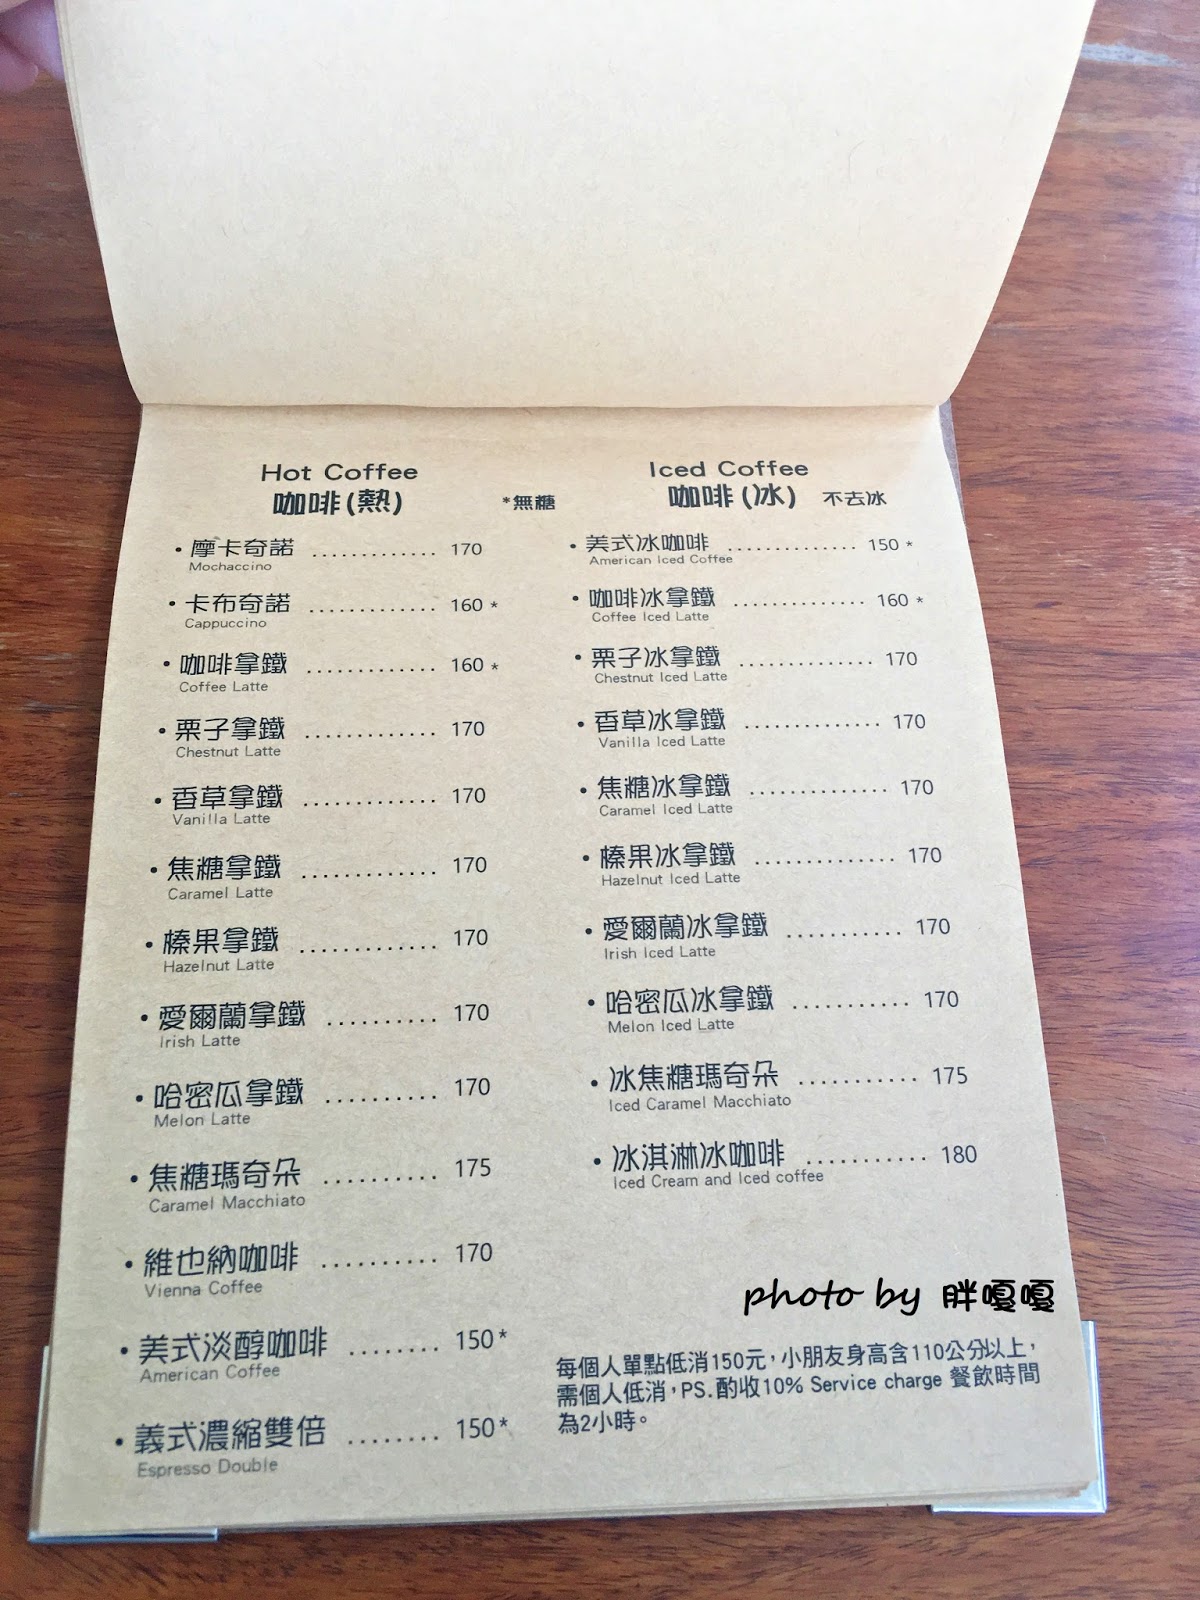 Hot Coffee
咖啡(熱) *無糖
• 摩卡奇諾 ............. 170
Mochaccino
• 卡布奇諾 ............. 160 *
Cappuccino
• 咖啡拿鐵 ............. 160 *
Coffee Latte
• 栗子拿鐵 ............. 170
Chestnut Latte
• 香草拿鐵 ............. 170
Vanilla Latte
• 焦糖拿鐵 ............. 170
Caramel Latte
• 榛果拿鐵 ............. 170
Hazelnut Latte
• 愛爾蘭拿鐵 .......... 170
Irish Latte
• 哈密瓜拿鐵 .......... 170
Melon Latte
• 焦糖瑪奇朵 .......... 175
Caramel Macchiato
• 維也納咖啡 .......... 170
Vienna Coffee
• 美式淡醇咖啡 ........ 150*
American Coffee
• 義式濃縮雙倍 ........ 150*
Espresso Double
Iced Coffee
咖啡(冰) 不去冰
• 美式冰咖啡 .............. 150 *
American Iced Coffee
• 咖啡冰拿鐵 .............. 160 *
Coffee Iced Latte
• 栗子冰拿鐵 .............. 170
Chestnut Iced Latte
• 香草冰拿鐵 .............. 170
Vanilla Iced Latte
• 焦糖冰拿鐵 .............. 170
Caramel Iced Latte
• 榛果冰拿鐵 .............. 170
Hazelnut Iced Latte
• 愛爾蘭冰拿鐵 ........... 170
Irish Iced Latte
• 哈密瓜冰拿鐵 ........... 170
Melon Iced Latte
• 冰焦糖瑪奇朵 ........... 175
Iced Caramel Macchiato
• 冰淇淋冰咖啡 ........... 180
Iced Cream and Iced coffee
photo by 胖嘎嘎
每個人單點低消150元，小朋友身高含110公分以上，
需個人低消，PS.酌收10% Service charge 餐飲時間
為2小時。